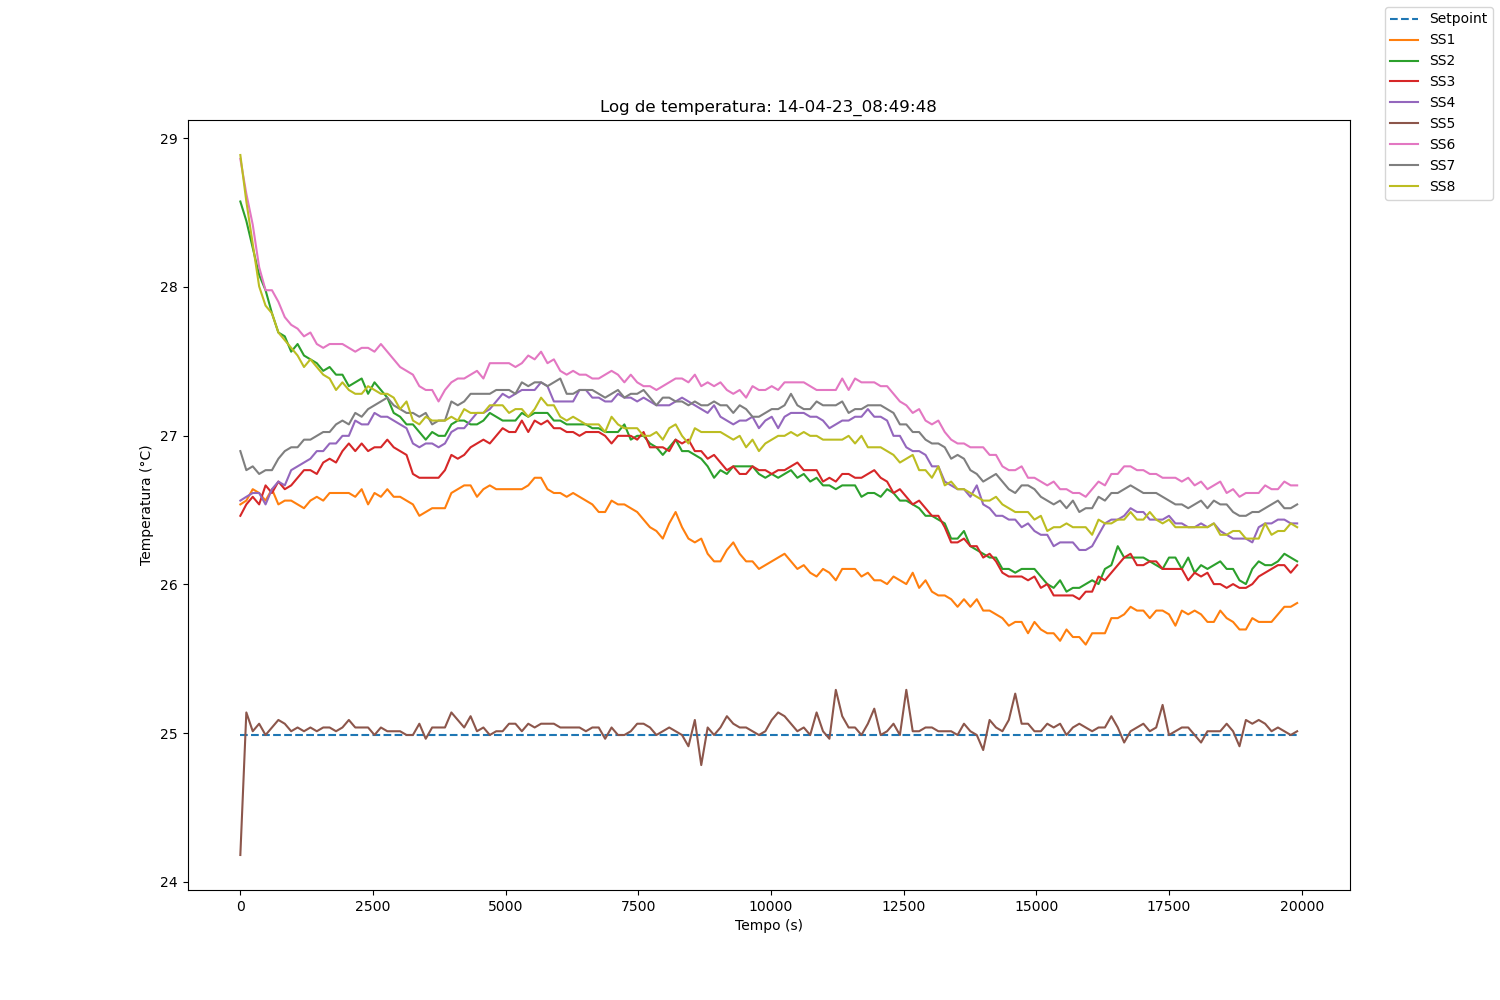 Setpoint
SS1
SS2
SS3
SS4
SS5
SS6
SS7
SS8
Log de temperatura: 14-04-23_08:49:48
29
28
27
26
25
24
Temperatura (°C)
0 2500 5000 7500 10000 12500 15000 17500 20000
Tempo (s)